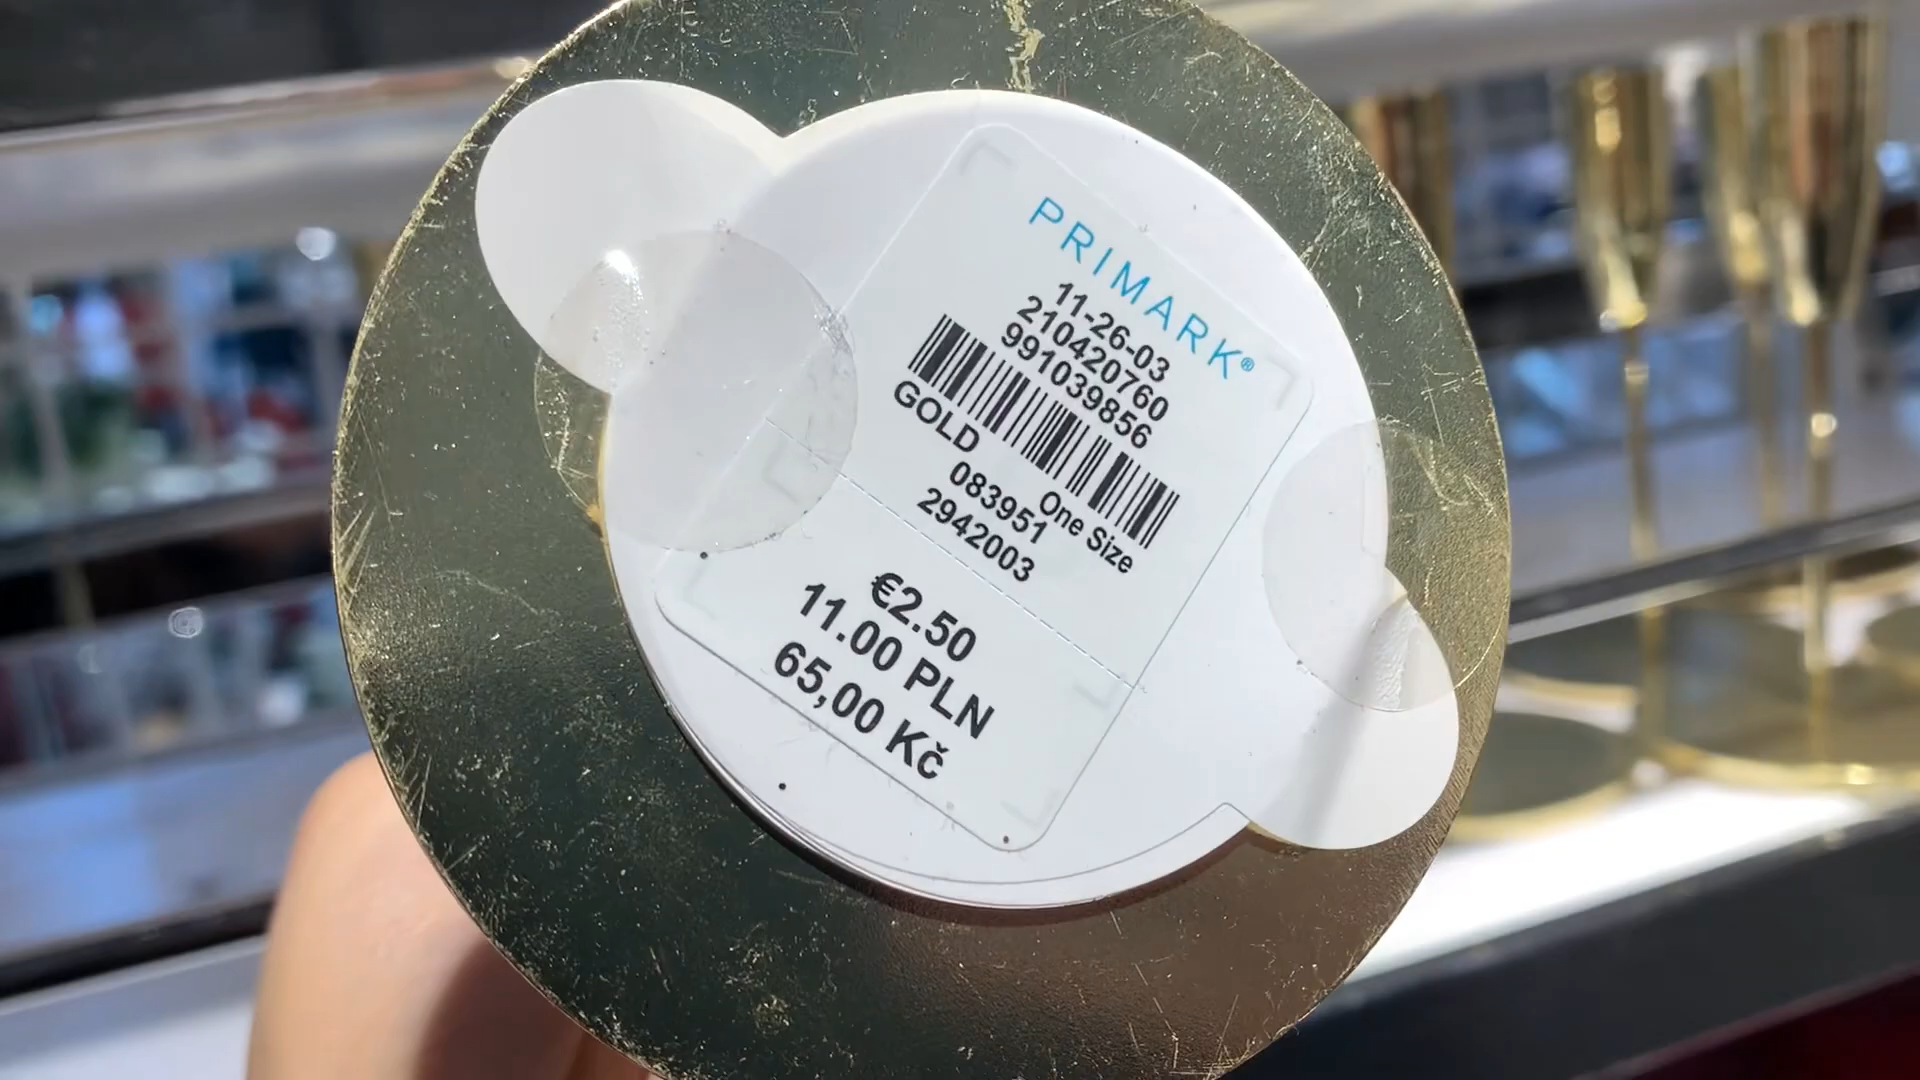 PRIMARK®
11-26-03
210420760
991039856
GOLD
One Size
083951
2942003
€2.50
11.00 PLN
65,00 Kč